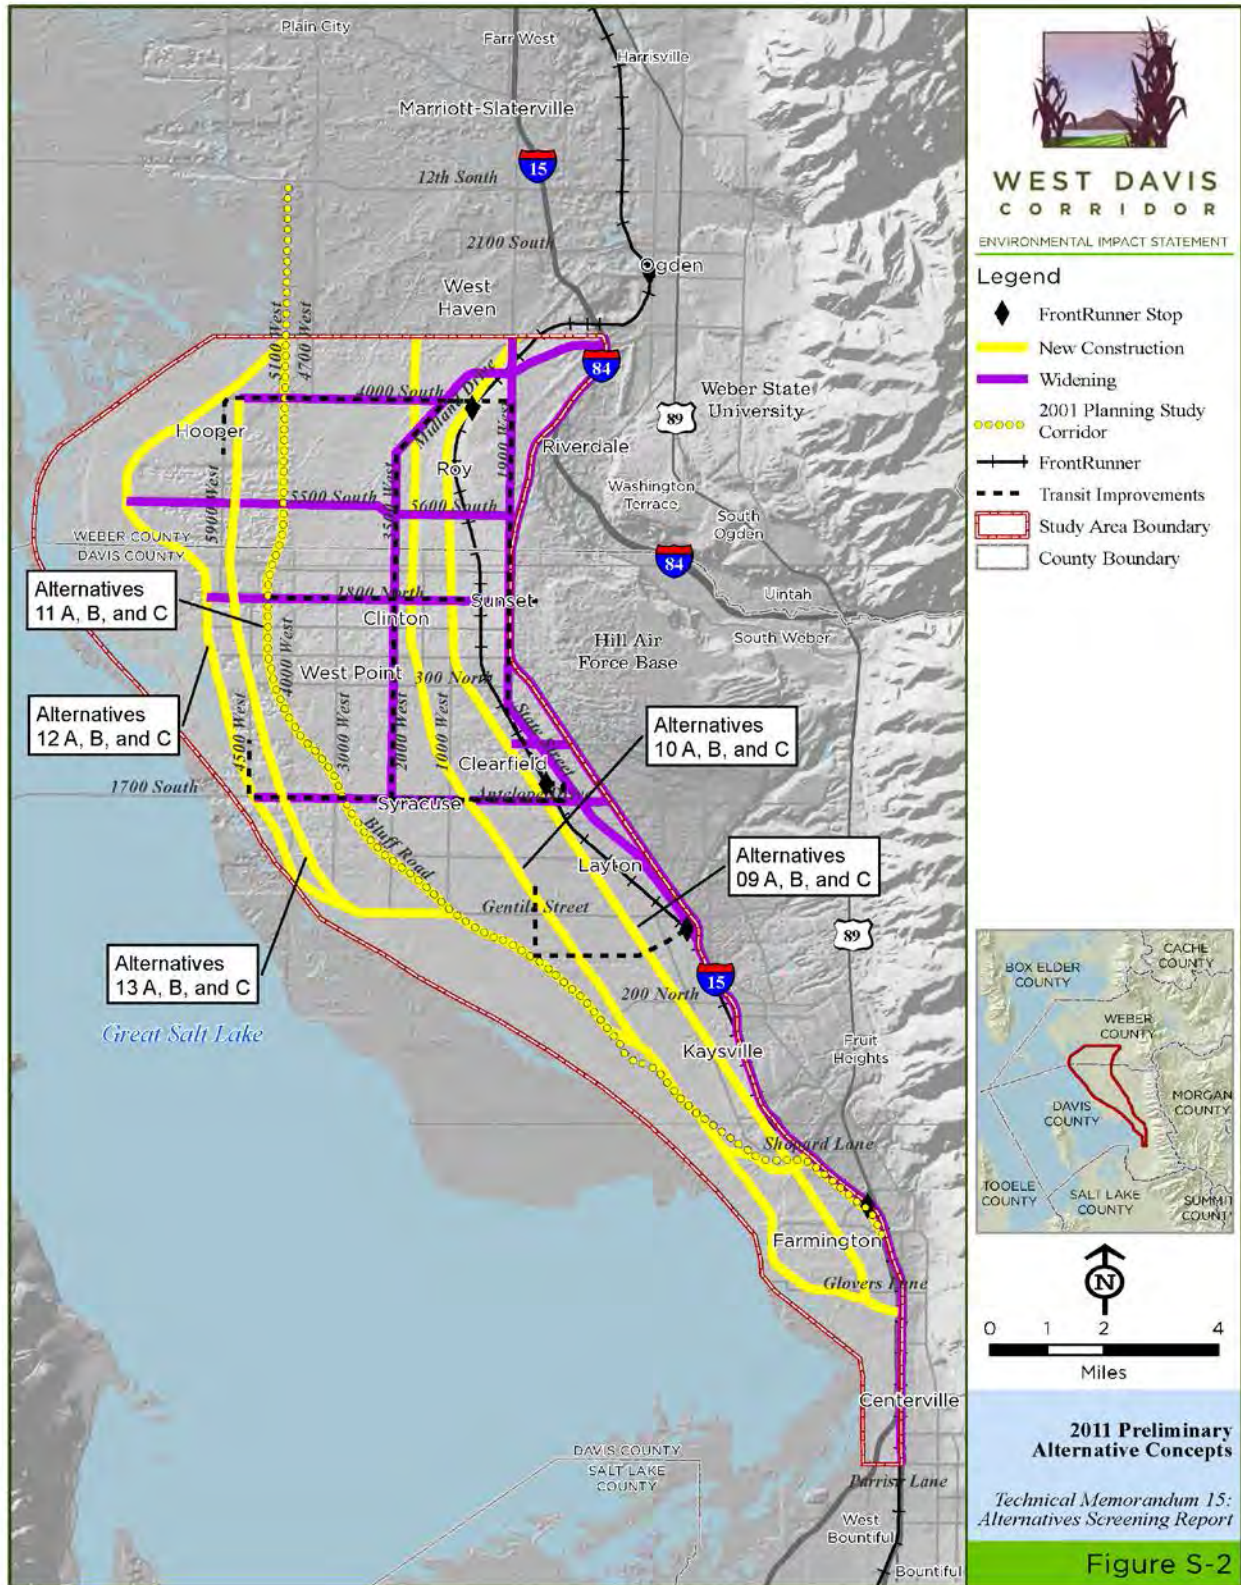 Plain City
Farr West
Harrisville
Marriott-Slaterville
15
12th South
2100 South
Ogden
West
Haven
5100 West
4700 West
84
4000 South
Midland Drive
1900 West
Weber State
University
89
Hooper
Riverdale
Roy
Washington
Terrace
5900 West
5500 South
3500 West
5600 South
South
Ogden
WEBER COUNTY
DAVIS COUNTY
84
Alternatives
11 A, B, and C
1800 North
Sunset
Uintah
Clinton
South Weber
Hill Air
Force Base
4000 West
West Point
300 North
Alternatives
12 A, B, and C
Alternatives
10 A, B, and C
4500 West
3000 West
2000 West
1000 West
State Street
Clearfield
1700 South
Syracuse
Bluff Road
Layton
Alternatives
09 A, B, and C
Gentile Street
89
Alternatives
13 A, B, and C
15
200 North
Great Salt Lake
Kaysville
Fruit
Heights
Shepard Lane
Farmington
Glovers Lane
Centerville
DAVIS COUNTY
SALT LAKE
COUNTY
Parrish Lane
West
Bountiful
Bountiful
WEST DAVIS
CORRIDOR
ENVIRONMENTAL IMPACT STATEMENT
Legend
FrontRunner Stop
New Construction
Widening
2001 Planning Study
Corridor
FrontRunner
Transit Improvements
Study Area Boundary
County Boundary
BOX ELDER
COUNTY
CACHE
COUNTY
WEBER
COUNTY
DAVIS
COUNTY
MORGAN
COUNTY
TOOELE
COUNTY
SALT LAKE
COUNTY
SUMMIT
COUNT
N
0 1 2 4
Miles
2011 Preliminary
Alternative Concepts
Technical Memorandum 15:
Alternatives Screening Report
Figure S-2